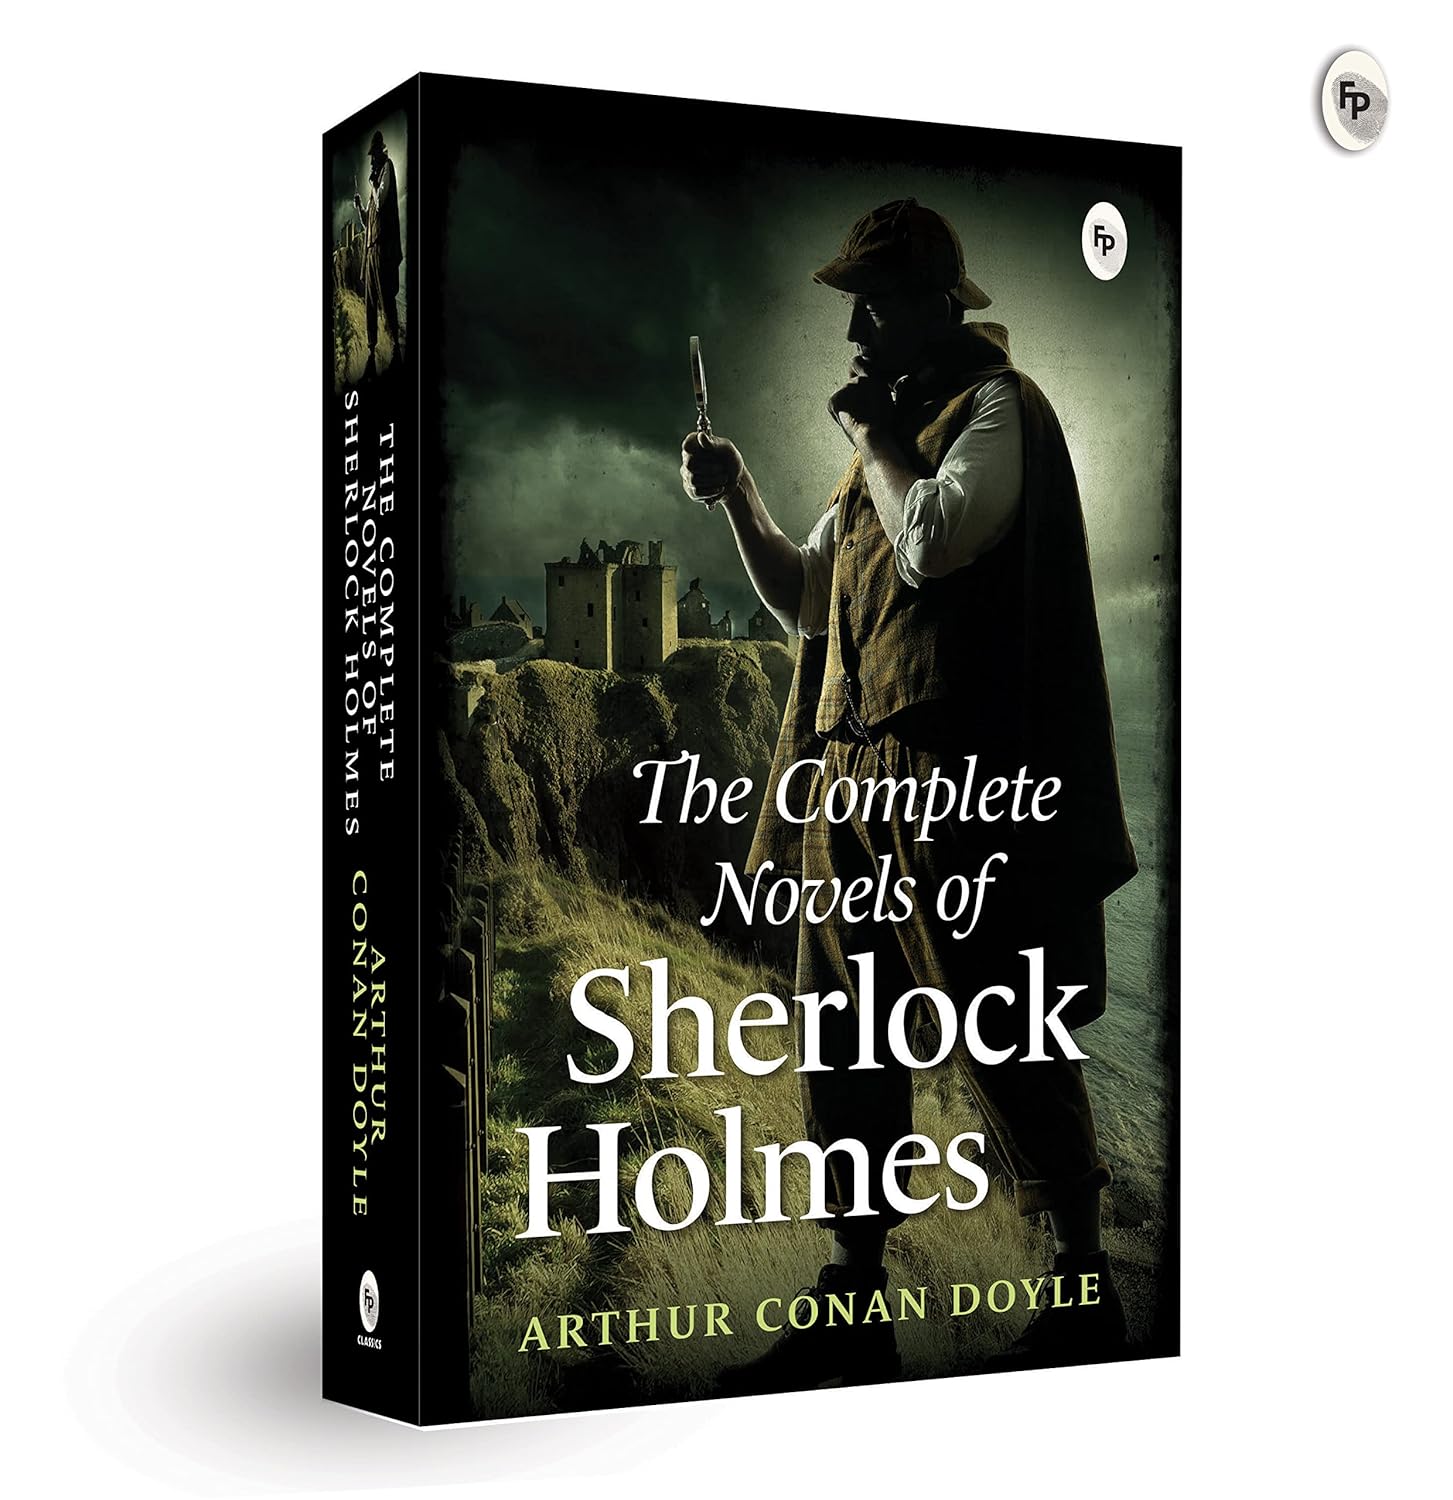 FP
FP
The Complete
Novels of
Sherlock
Holmes
ARTHUR CONAN DOYLE
THE COMPLETE
NOVELS OF
SHERLOCK HOLMES
ARTHUR
CONAN DOYLE
FP
CLASSICS